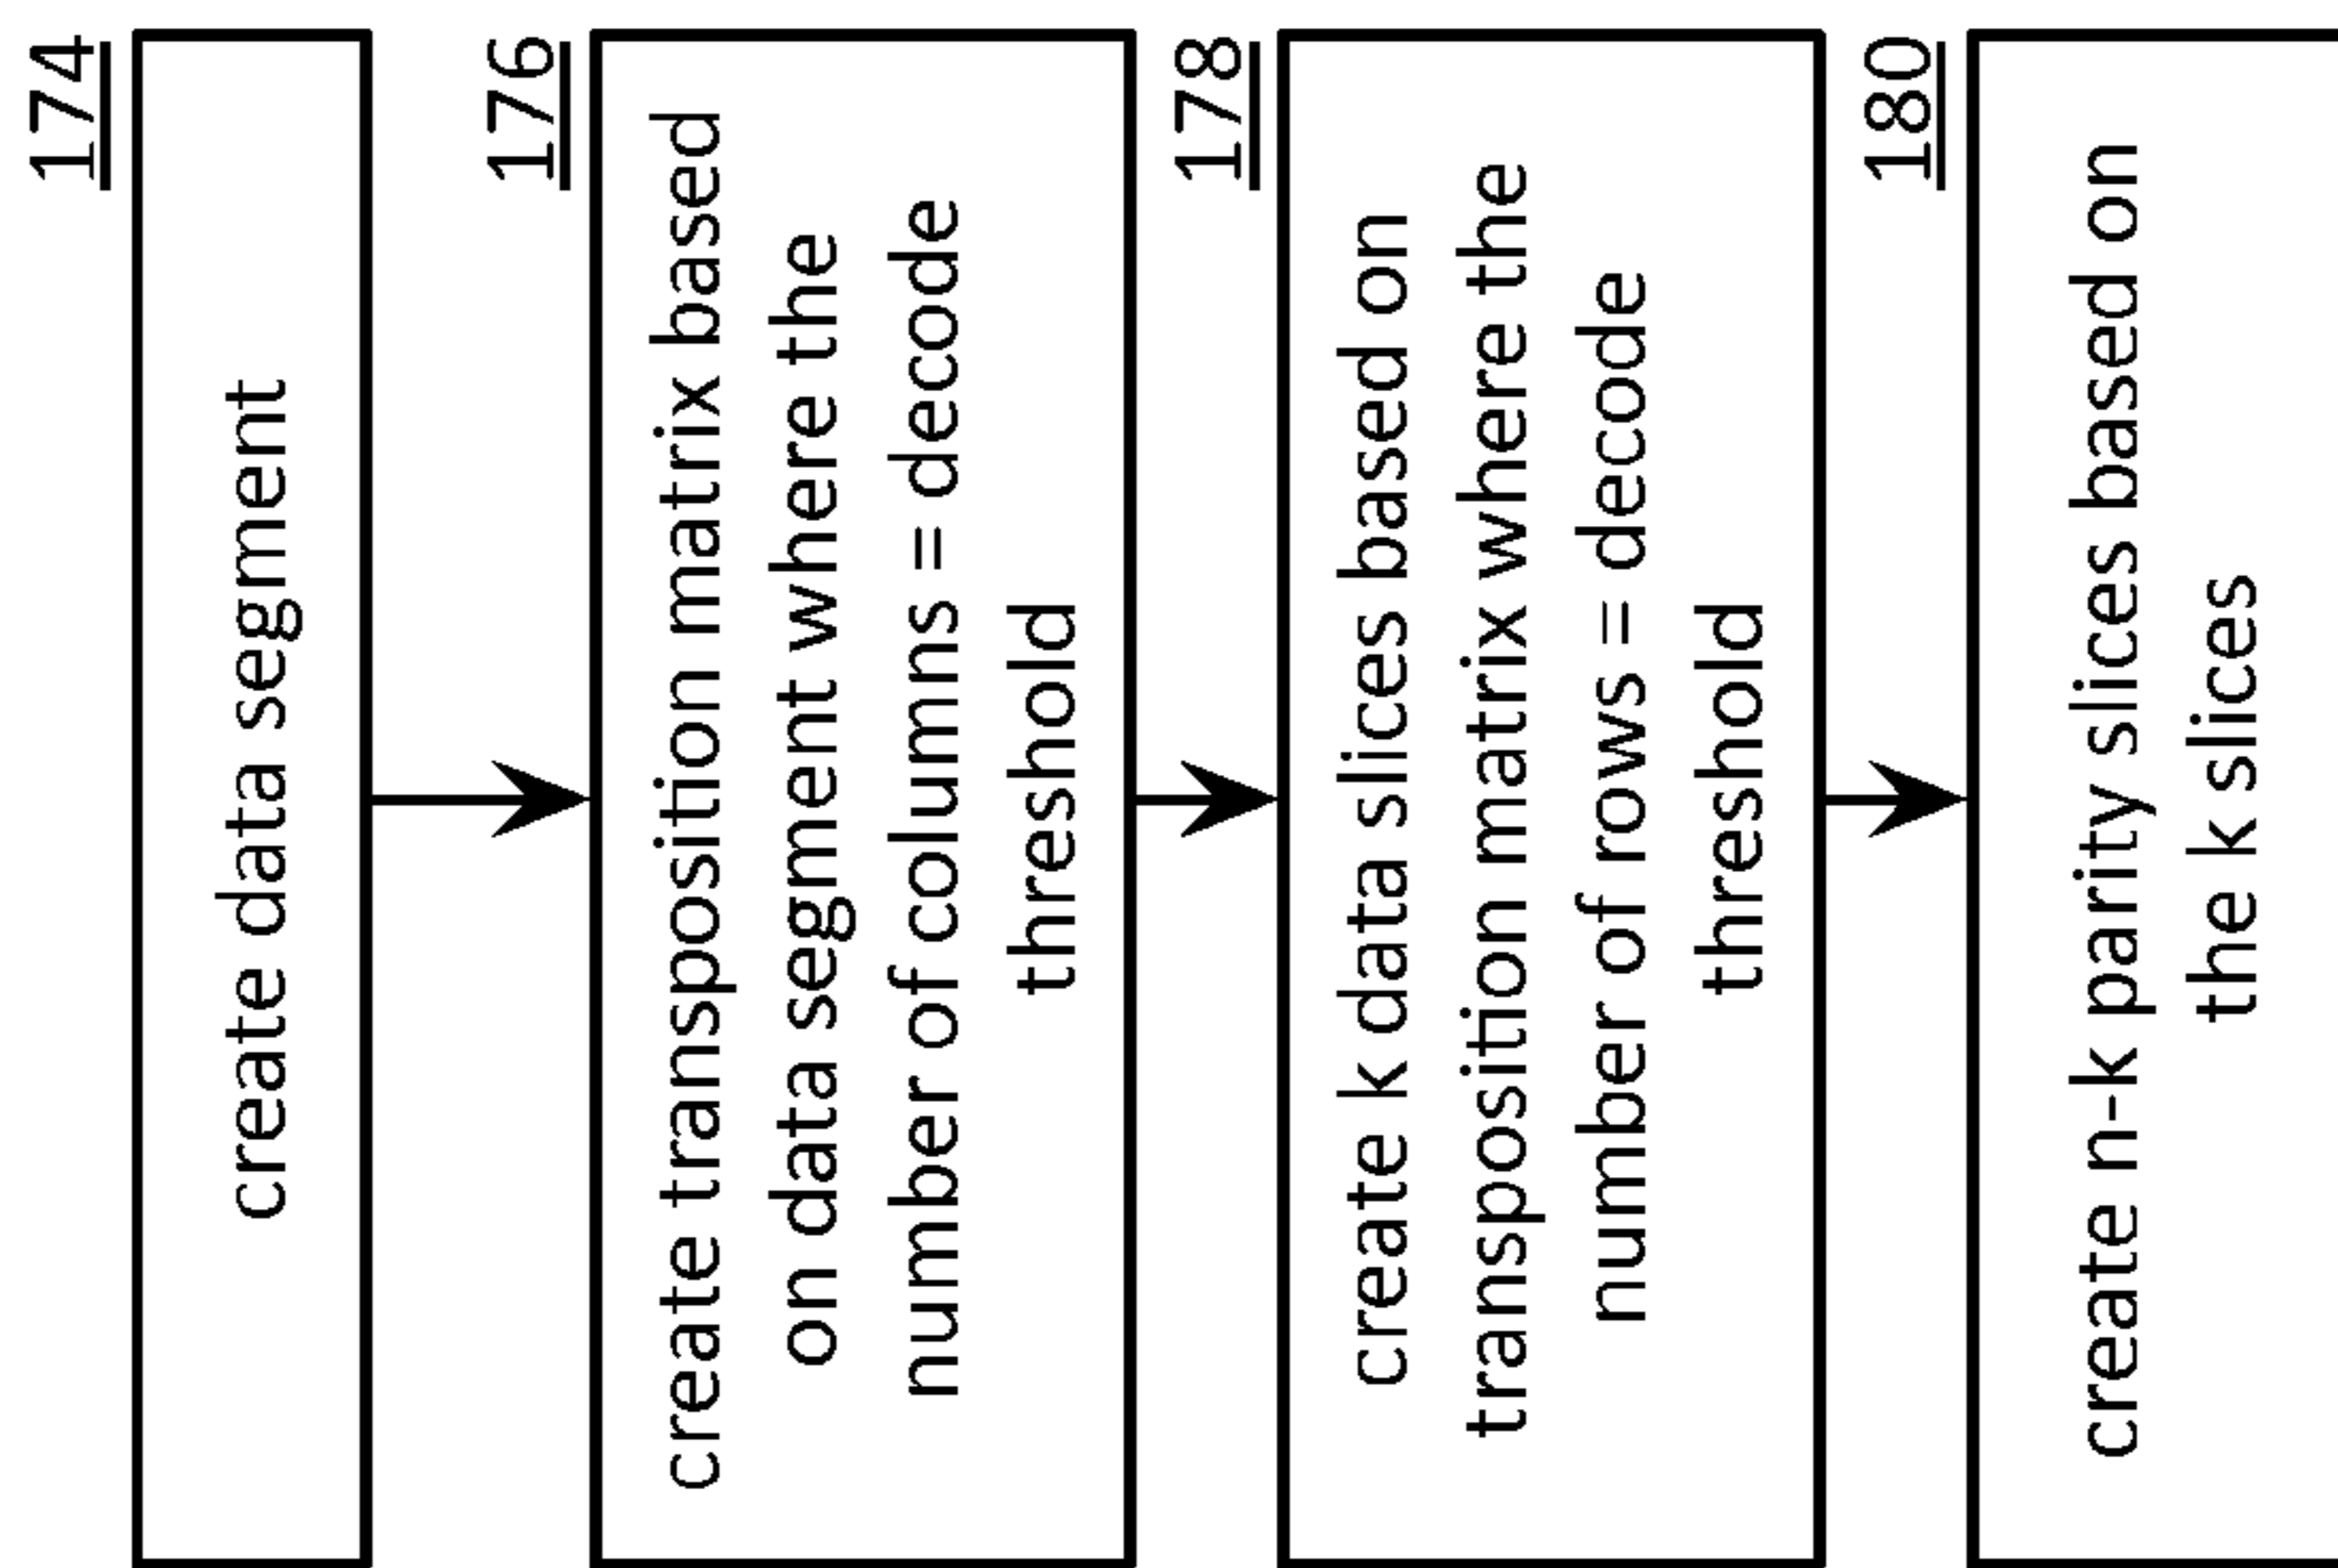 174
create data segment
176
create transposition matrix based
on data segment where the
number of columns = decode
threshold
178
create k data slices based on
transposition matrix where the
number of rows = decode
threshold
180
create n-k parity slices based on
the k slices